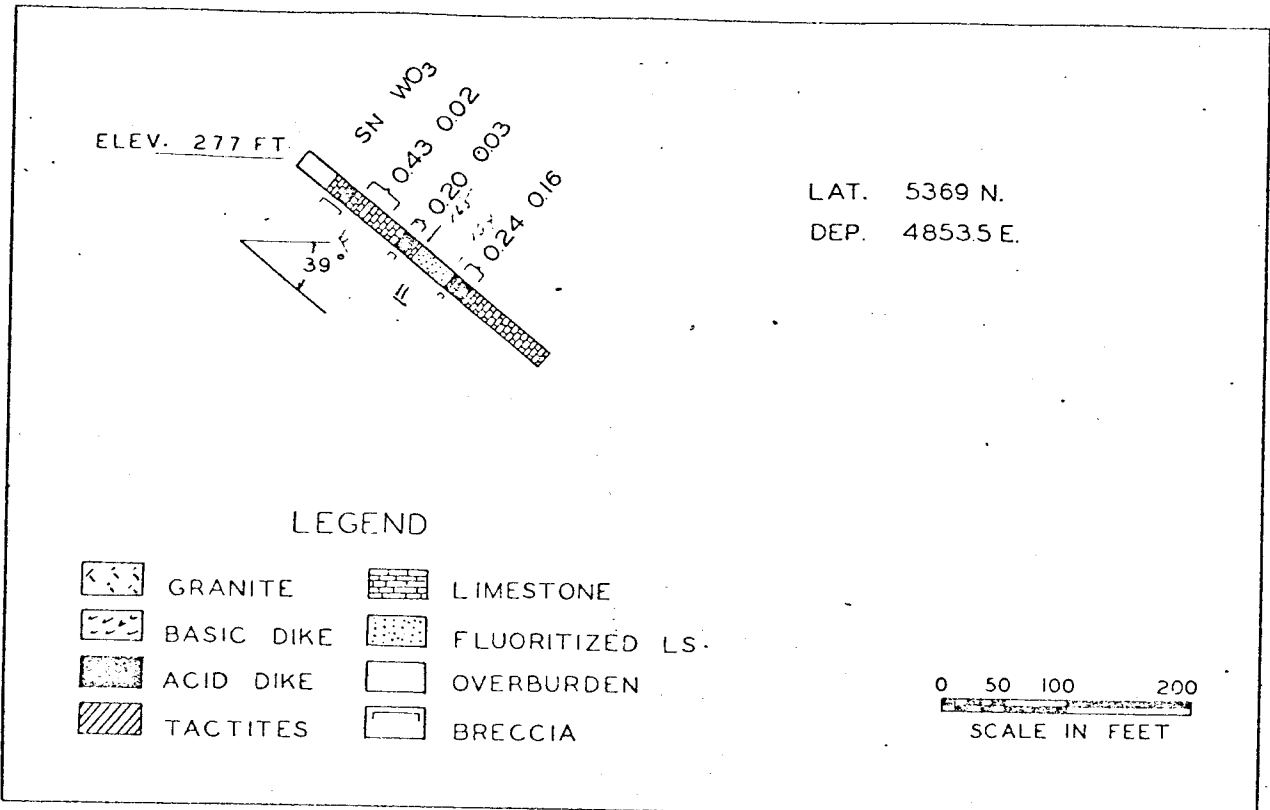 SN WO3
ELEV. 277 FT.
0.43 0.02
0.20 0.03
0.24 0.16
39°
LAT. 5369 N.
DEP. 4853.5 E.
LEGEND
GRANITE
BASIC DIKE
ACID DIKE
TACTITES
LIMESTONE
FLUORITIZED LS.
OVERBURDEN
BRECCIA
0 50 100 200
SCALE IN FEET